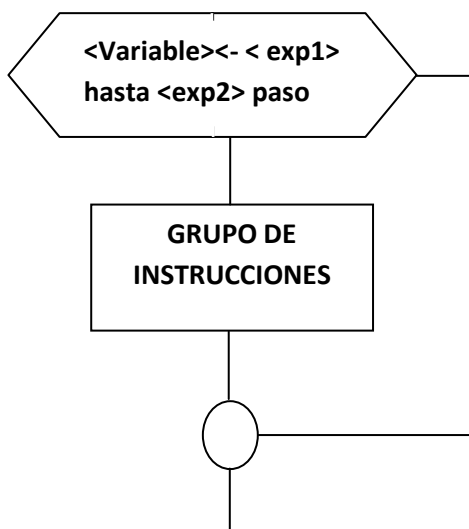 <Variable><- < exp1>
hasta <exp2> paso
GRUPO DE
INSTRUCCIONES